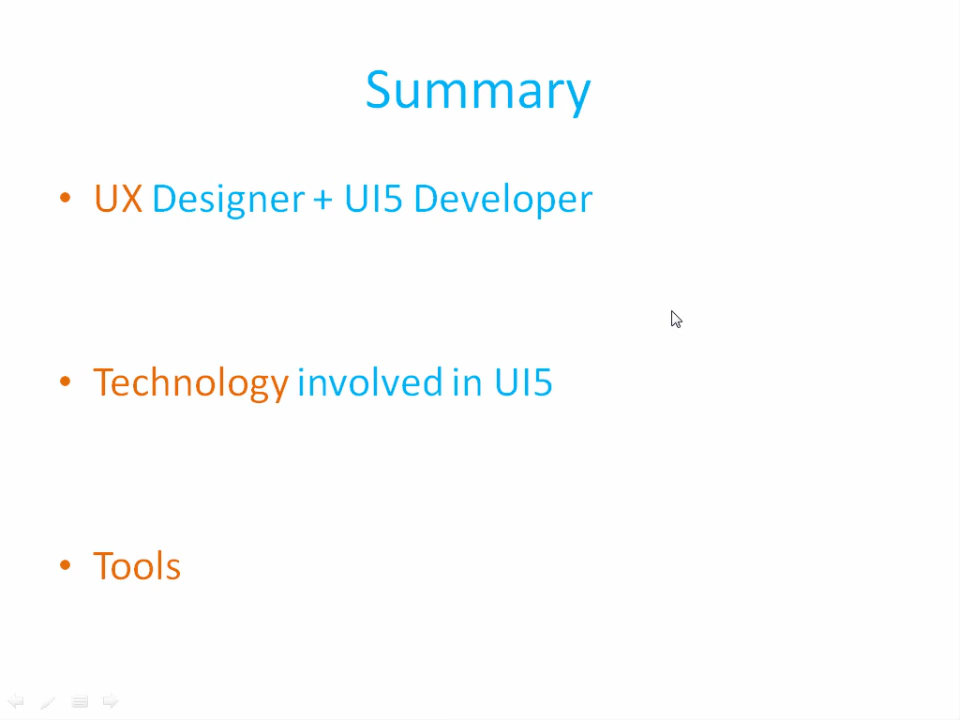 Summary
• UX Designer + UI5 Developer
• Technology involved in UI5
• Tools